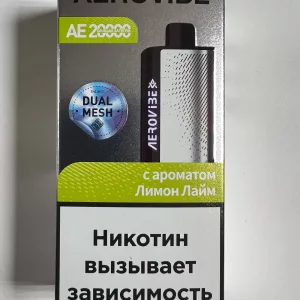 AEROVIBE
AE 20000
DUAL
MESH
AEROVIBE
с ароматом
Лимон Лайм
Никотин
вызывает
зависимость